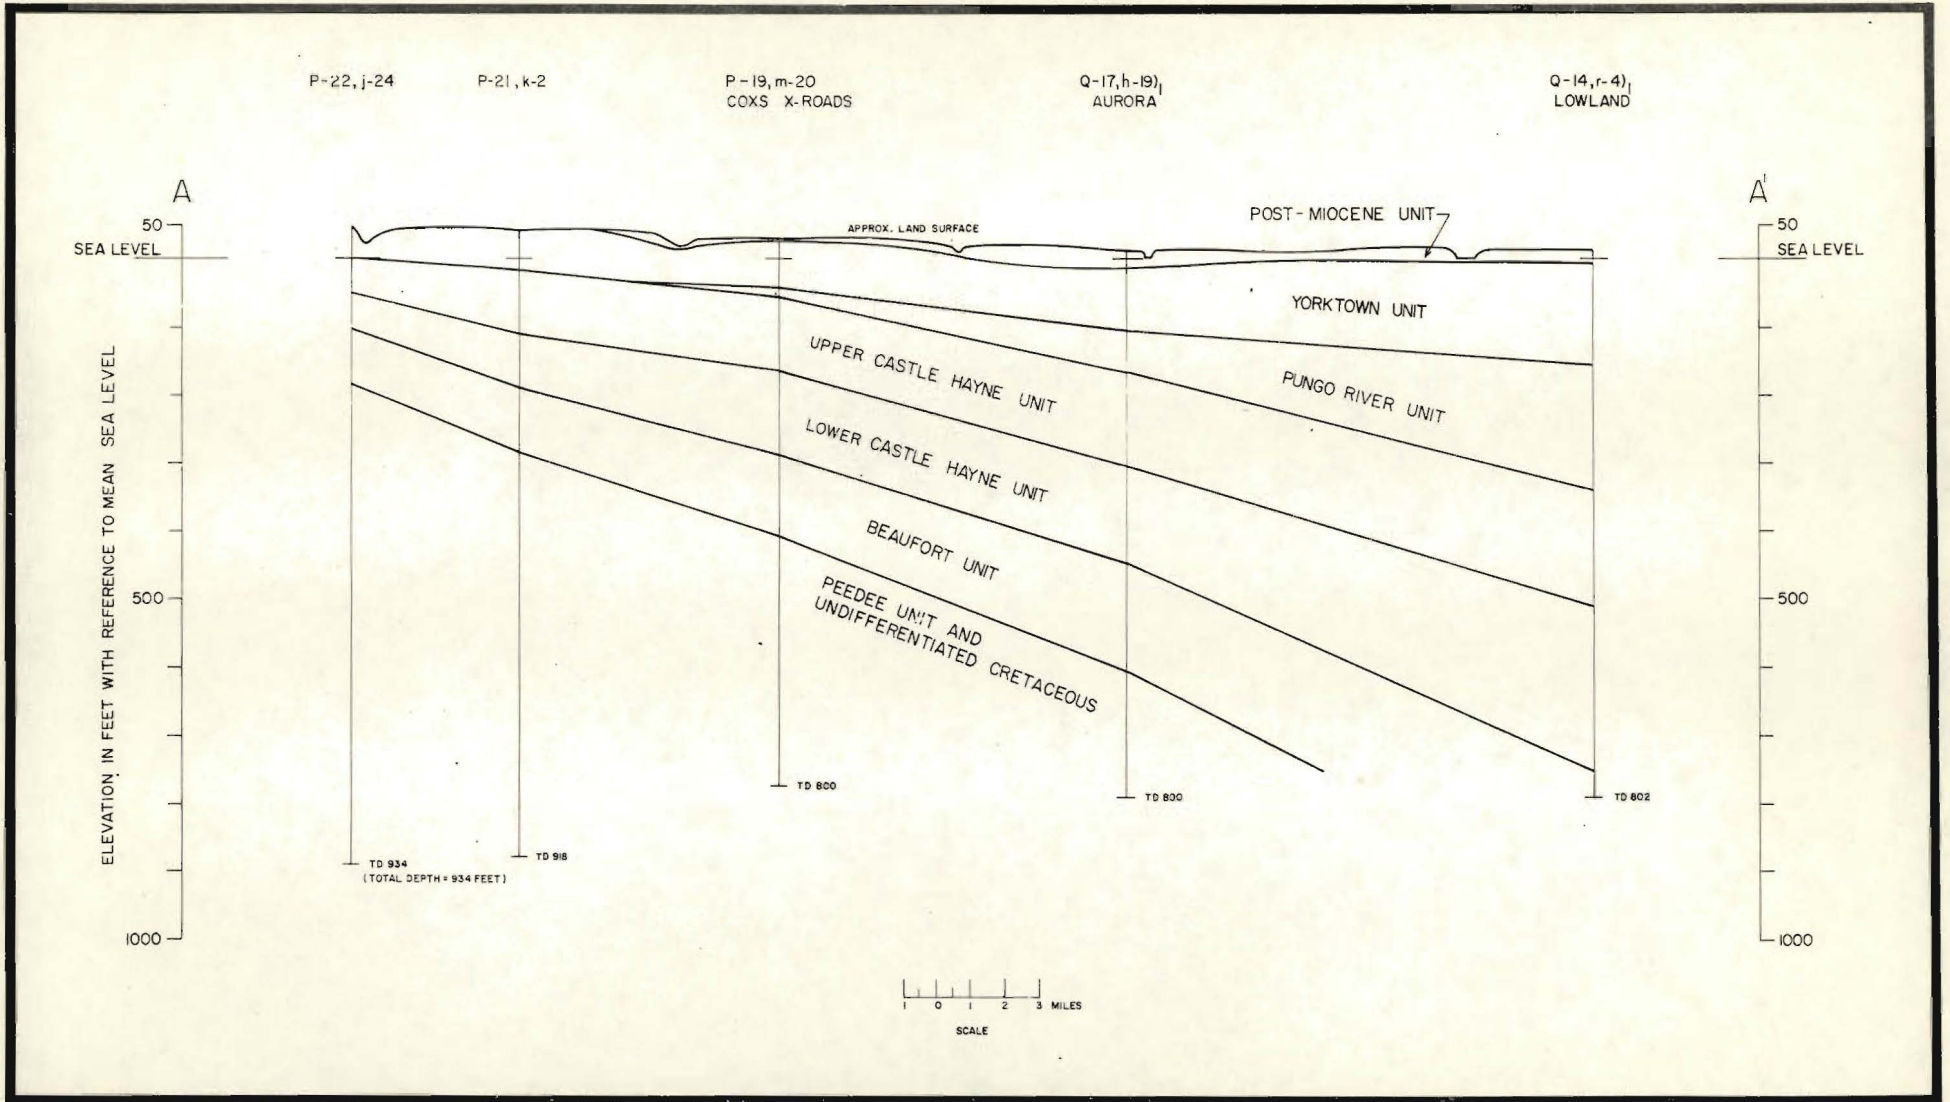 P-22, j-24
P-21, k-2
P-19, m-20
COXS X-ROADS
Q-17, h-19),
AURORA
Q-14, r-4),
LOWLAND
A
A'
50
SEA LEVEL
50
SEA LEVEL
APPROX. LAND SURFACE
POST-MIOCENE UNIT
YORKTOWN UNIT
UPPER CASTLE HAYNE UNIT
PUNGO RIVER UNIT
LOWER CASTLE HAYNE UNIT
BEAUFORT UNIT
PEEDEE UNIT AND
UNDIFFERENTIATED CRETACEOUS
ELEVATION IN FEET WITH REFERENCE TO MEAN SEA LEVEL
500
500
TD 800
TD 800
TD 802
TD 934
(TOTAL DEPTH = 934 FEET)
TD 918
1000
1000
1 0 1 2 3 MILES
SCALE